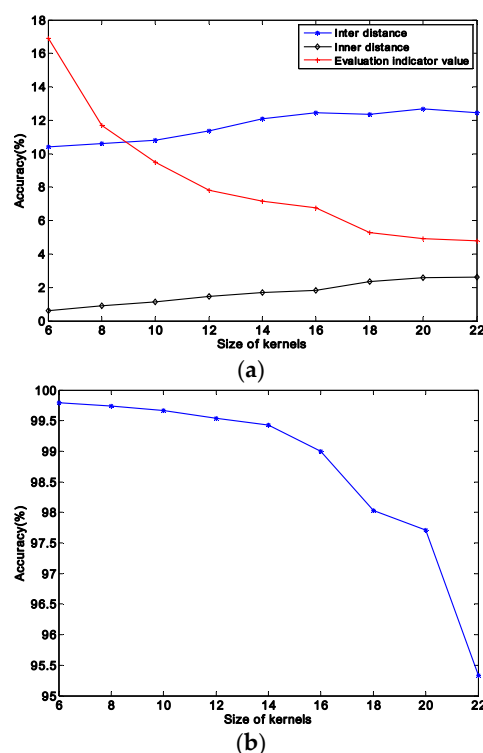 18
16
14
12
10
8
6
4
2
0
Accuracy(%)
Inter distance
Inner distance
Evaluation indicator value
6 8 10 12 14 16 18 20 22
Size of kernels
(a)
100
99.5
99
98.5
98
97.5
97
96.5
96
95.5
95
Accuracy(%)
6 8 10 12 14 16 18 20 22
Size of kernels
(b)